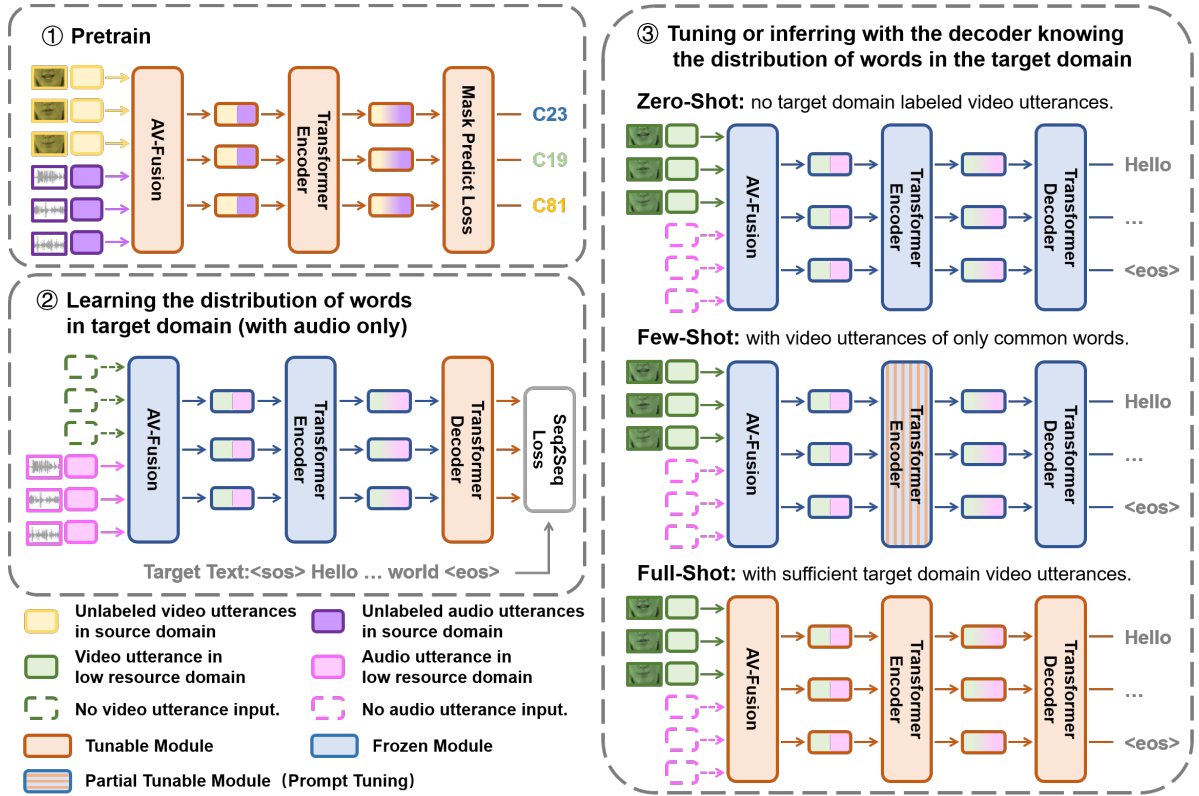 ① Pretrain
AV-Fusion
Transformer
Encoder
Mask Predict Loss
C23
C19
C81
② Learning the distribution of words
in target domain (with audio only)
AV-Fusion
Transformer
Encoder
Transformer
Decoder
Seq2Seq
Loss
Target Text:<sos> Hello … world <eos>
Unlabeled video utterances
in source domain
Unlabeled audio utterances
in source domain
Video utterance in
low resource domain
Audio utterance in
low resource domain
No video utterance input.
No audio utterance input.
Tunable Module
Frozen Module
Partial Tunable Module（Prompt Tuning）
③ Tuning or inferring with the decoder knowing
the distribution of words in the target domain
Zero-Shot: no target domain labeled video utterances.
AV-Fusion
Transformer
Encoder
Transformer
Decoder
Hello
...
<eos>
Few-Shot: with video utterances of only common words.
AV-Fusion
Transformer
Encoder
Transformer
Decoder
Hello
...
<eos>
Full-Shot: with sufficient target domain video utterances.
AV-Fusion
Transformer
Encoder
Transformer
Decoder
Hello
...
<eos>